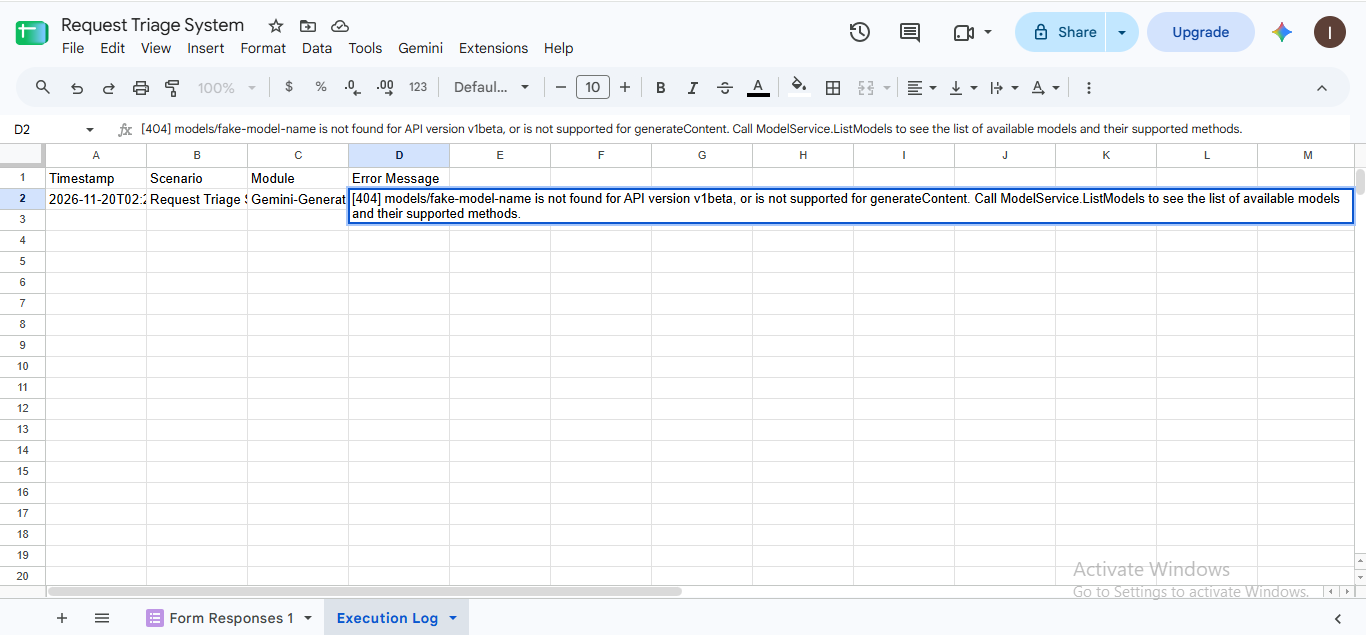 Request Triage System
File Edit View Insert Format Data Tools Gemini Extensions Help
Share
Upgrade
I
100%
$ % .0 .00 123
Defaul...
− 10 +
B I S A
D2
fx [404] models/fake-model-name is not found for API version v1beta, or is not supported for generateContent. Call ModelService.ListModels to see the list of available models and their supported methods.
A B C D E F G H I J K L M
1 Timestamp Scenario Module Error Message
2 2026-11-20T02:2 Request Triage S Gemini-Generat [404] models/fake-model-name is not found for API version v1beta, or is not supported for generateContent. Call ModelService.ListModels to see the list of available models
and their supported methods.
3
4
5
6
7
8
9
10
11
12
13
14
15
16
17
18
19
20
Activate Windows
Go to Settings to activate Windows.
Form Responses 1
Execution Log